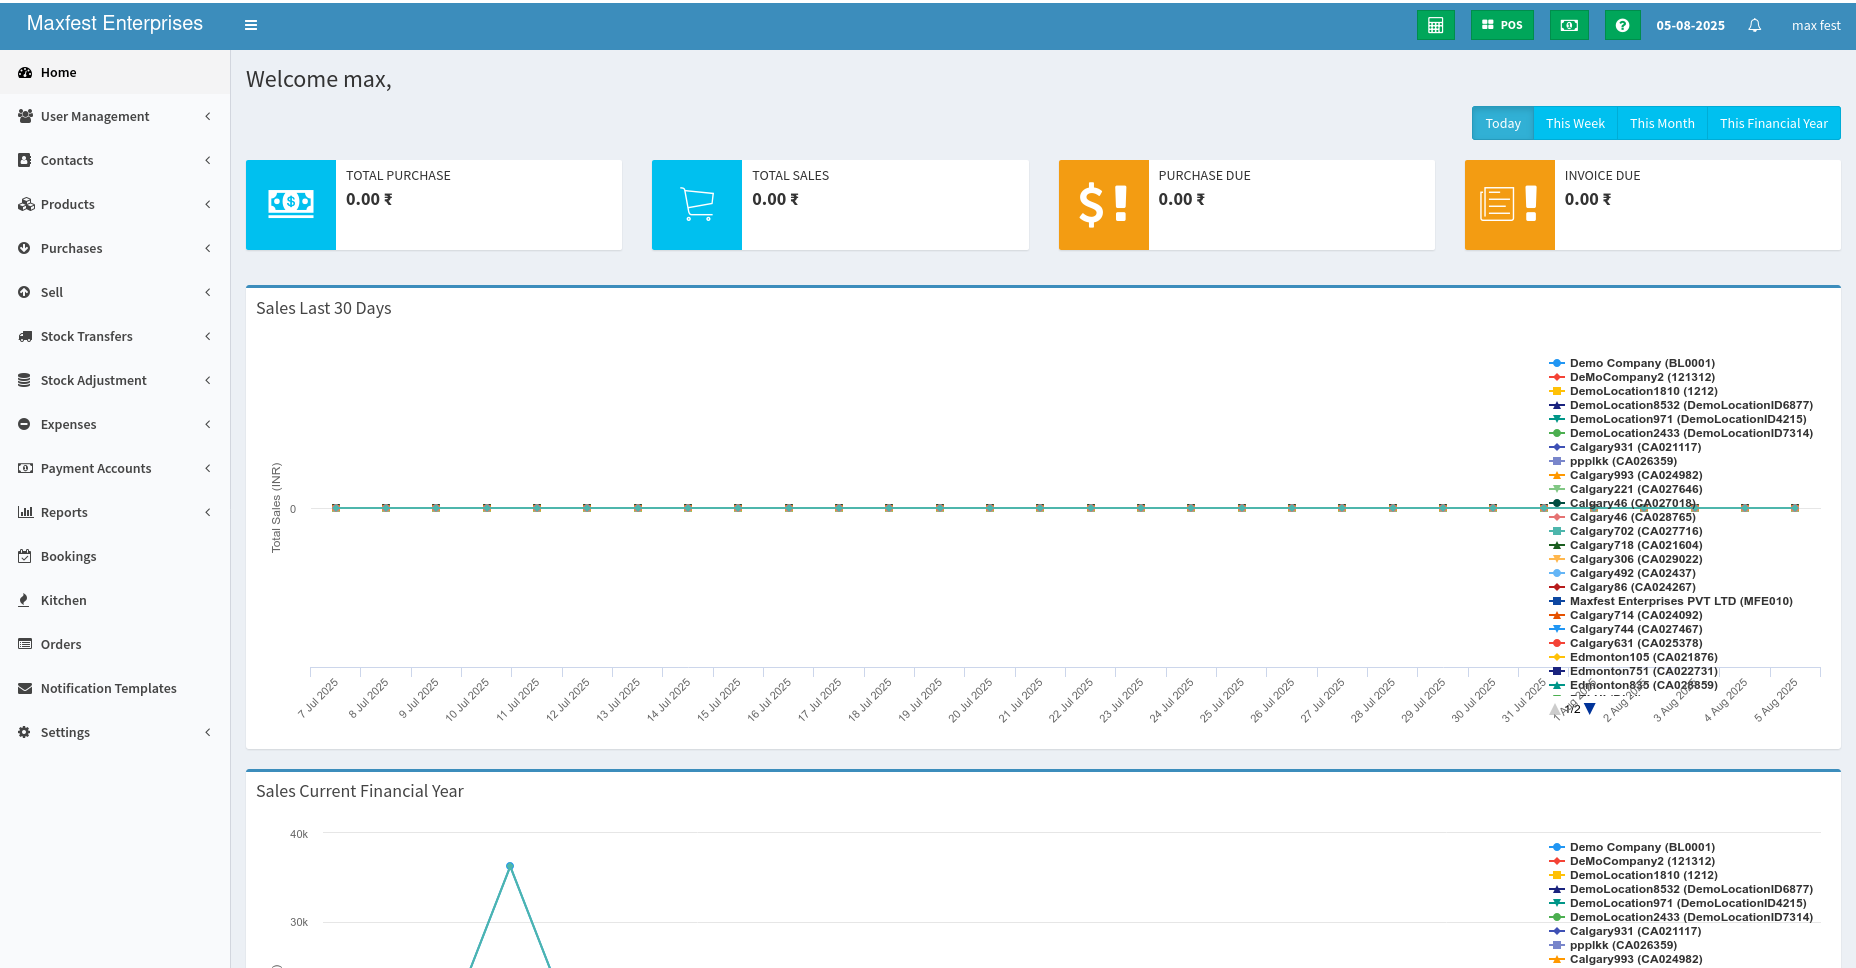 Maxfest Enterprises
POS
05-08-2025
max fest
Home
User Management
Contacts
Products
Purchases
Sell
Stock Transfers
Stock Adjustment
Expenses
Payment Accounts
Reports
Bookings
Kitchen
Orders
Notification Templates
Settings
Welcome max,
Today
This Week
This Month
This Financial Year
TOTAL PURCHASE
0.00 ₹
TOTAL SALES
0.00 ₹
PURCHASE DUE
0.00 ₹
INVOICE DUE
0.00 ₹
Sales Last 30 Days
Total Sales (INR)
0
Demo Company (BL0001)
DeMoCompany2 (121312)
DemoLocation1810 (1212)
DemoLocation8532 (DemoLocationID6877)
DemoLocation971 (DemoLocationID4215)
DemoLocation2433 (DemoLocationID7314)
Calgary931 (CA021117)
ppplkk (CA026359)
Calgary993 (CA024982)
Calgary221 (CA027646)
Calgary46 (CA027018)
Calgary46 (CA028765)
Calgary702 (CA027716)
Calgary718 (CA021604)
Calgary306 (CA029022)
Calgary492 (CA02437)
Calgary86 (CA024267)
Maxfest Enterprises PVT LTD (MFE010)
Calgary714 (CA024092)
Calgary744 (CA027467)
Calgary631 (CA025378)
Edmonton105 (CA021876)
Edmonton751 (CA022731)
Edmonton835 (CA028859)
1/2
7 Jul 2025
8 Jul 2025
9 Jul 2025
10 Jul 2025
11 Jul 2025
12 Jul 2025
13 Jul 2025
14 Jul 2025
15 Jul 2025
16 Jul 2025
17 Jul 2025
18 Jul 2025
19 Jul 2025
20 Jul 2025
21 Jul 2025
22 Jul 2025
23 Jul 2025
24 Jul 2025
25 Jul 2025
26 Jul 2025
27 Jul 2025
28 Jul 2025
29 Jul 2025
30 Jul 2025
31 Jul 2025
1 Aug 2025
2 Aug 2025
3 Aug 2025
4 Aug 2025
5 Aug 2025
Sales Current Financial Year
40k
30k
Demo Company (BL0001)
DeMoCompany2 (121312)
DemoLocation1810 (1212)
DemoLocation8532 (DemoLocationID6877)
DemoLocation971 (DemoLocationID4215)
DemoLocation2433 (DemoLocationID7314)
Calgary931 (CA021117)
ppplkk (CA026359)
Calgary993 (CA024982)